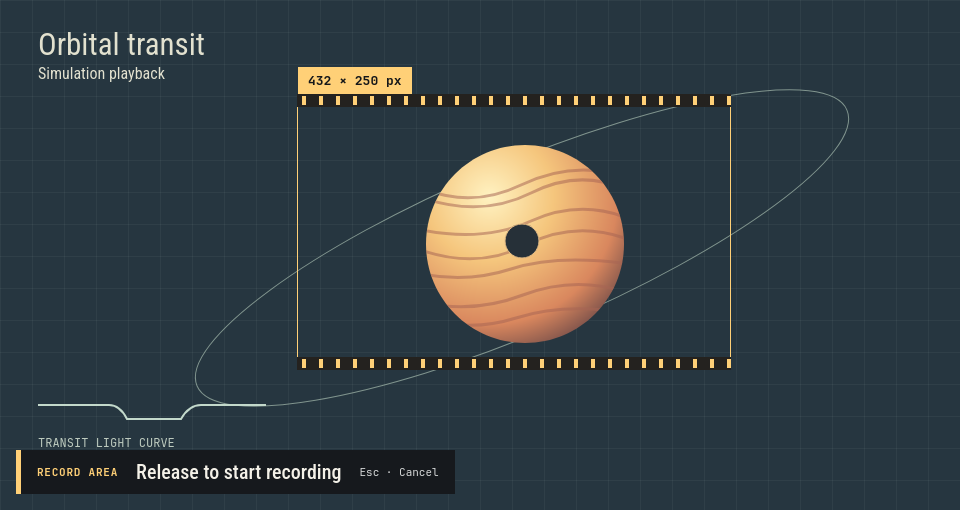 Orbital transit
Simulation playback
432 × 250 px
TRANSIT LIGHT CURVE
RECORD AREA Release to start recording Esc · Cancel